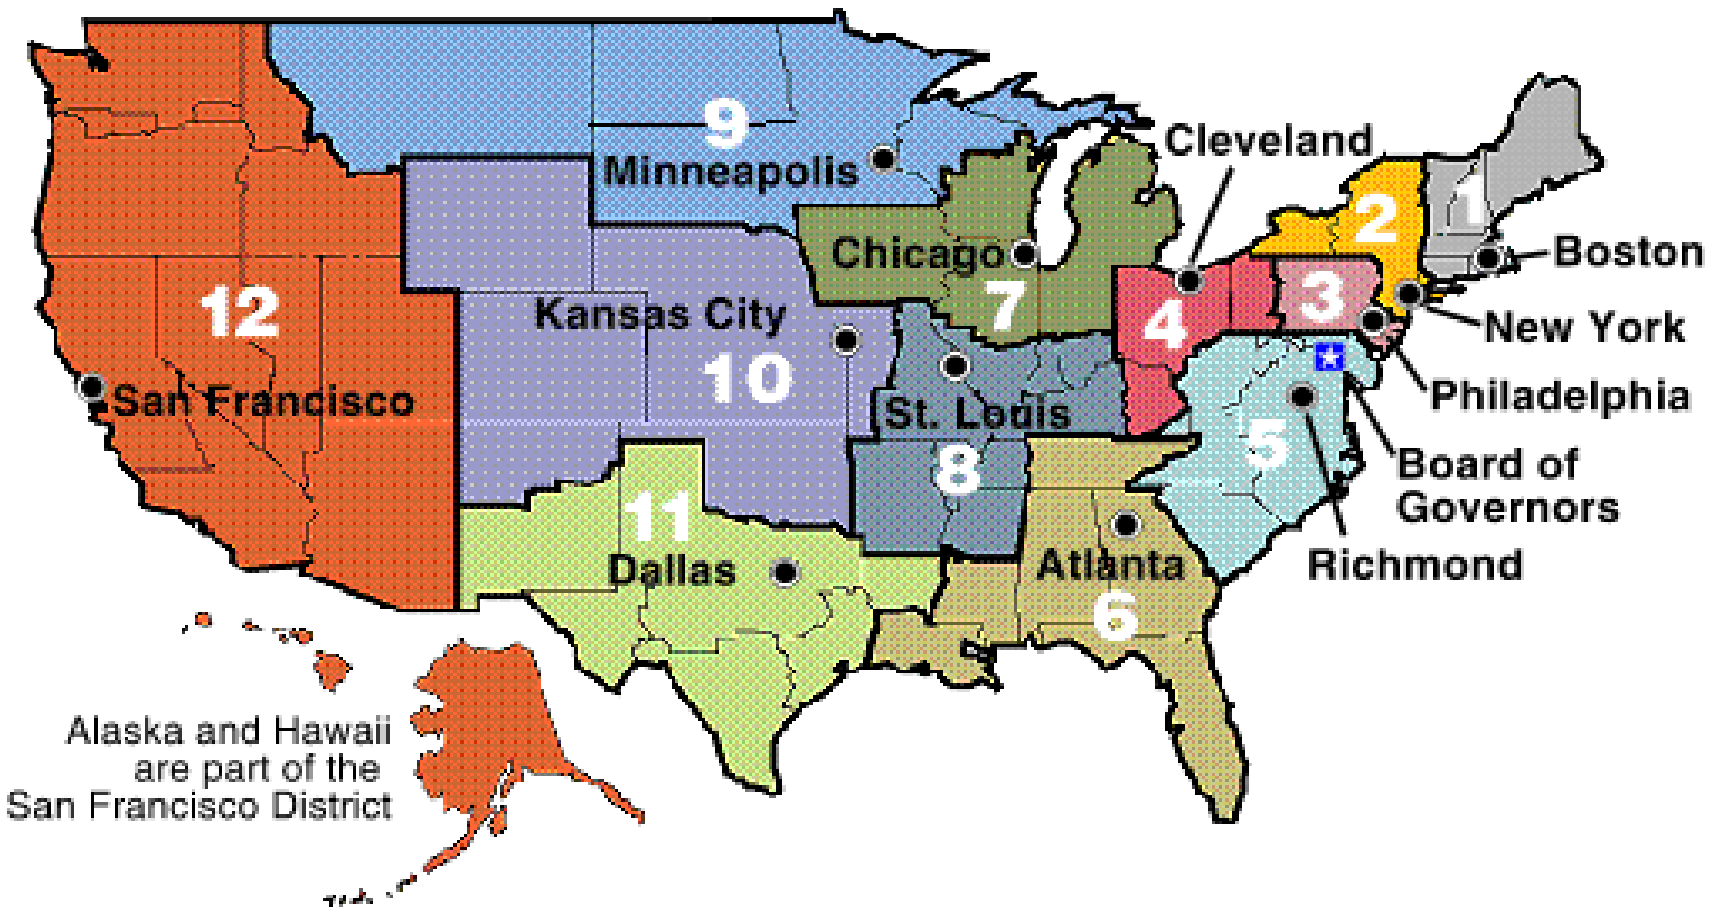 Cleveland
9
Minneapolis
2
1
Chicago
Boston
12
Kansas City
7
4
3
New York
10
San Francisco
St. Louis
Philadelphia
5
8
Board of
Governors
11
Dallas
Atlanta
Richmond
6
Alaska and Hawaii
are part of the
San Francisco District